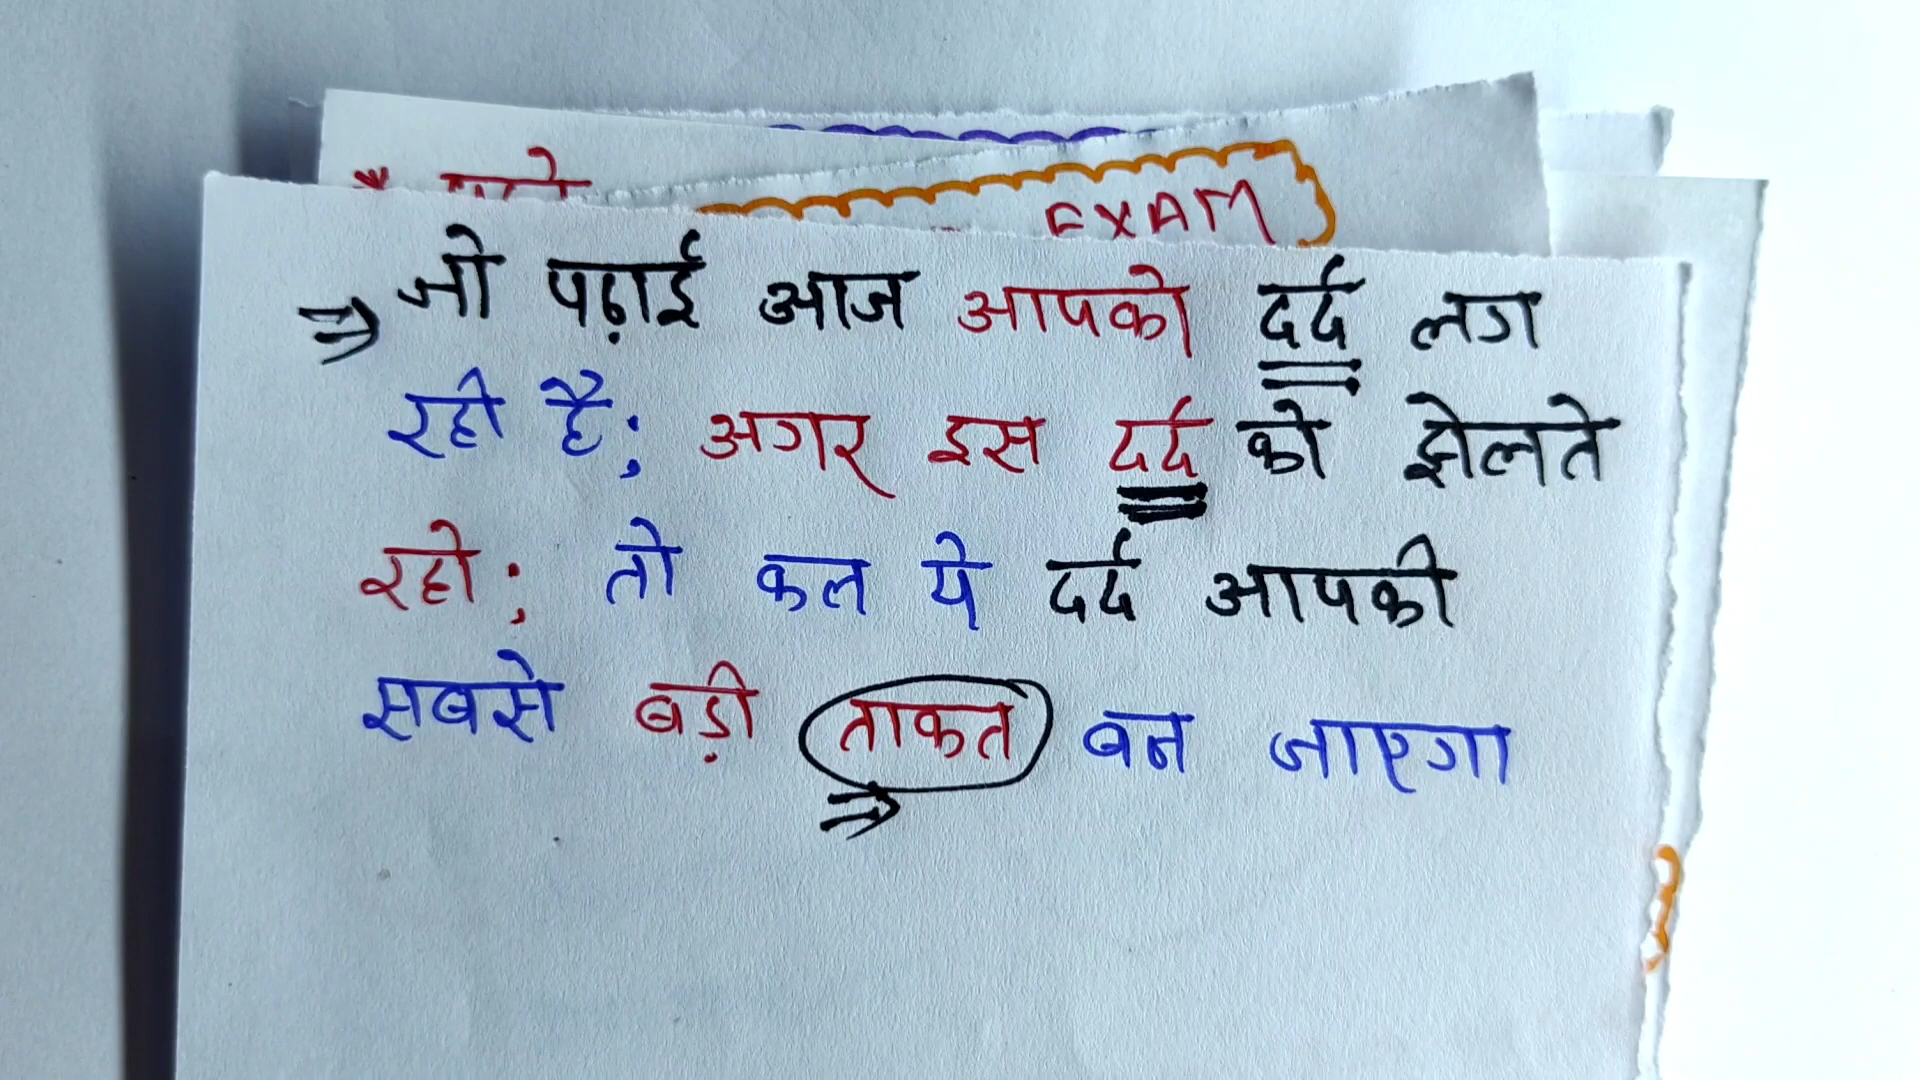 EXAM
⇒ जो पढ़ाई आज आपको दर्द लग
रही है; अगर इस दर्द को झेलते
रहो; तो कल ये दर्द आपकी
सबसे बड़ी ताकत बन जाएगा